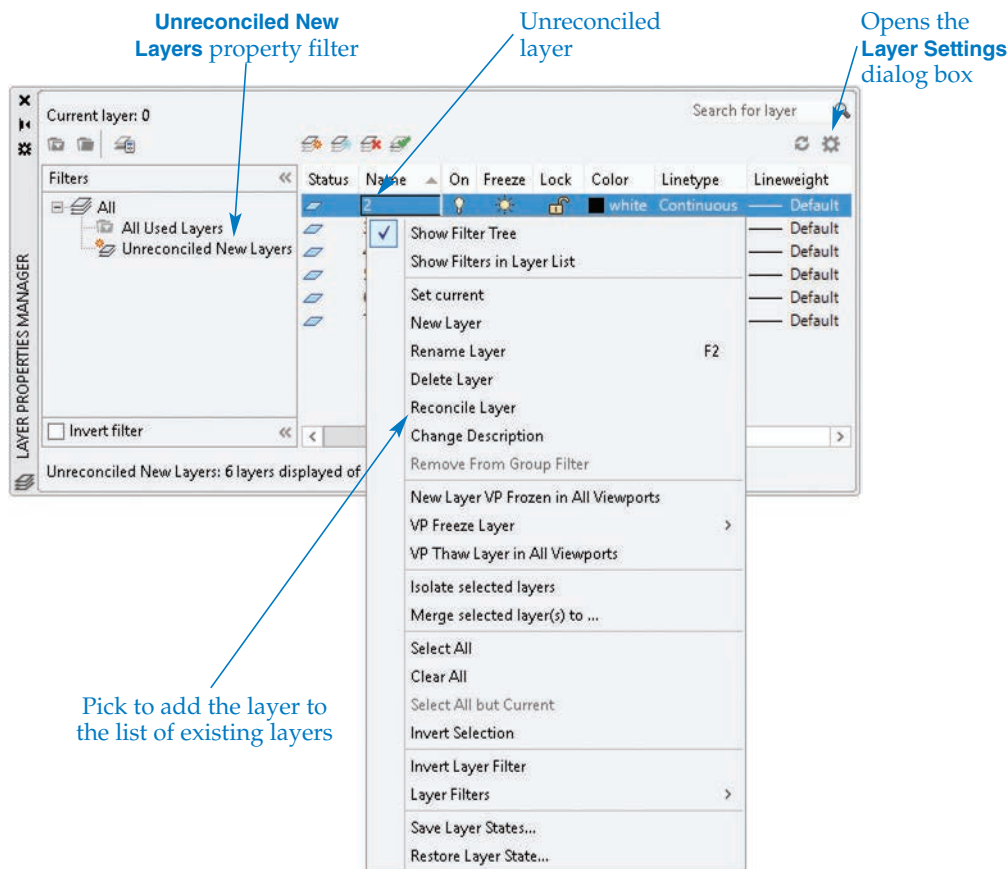 Unreconciled New
Layers property filter
Unreconciled
layer
Opens the
Layer Settings
dialog box
Current layer: 0
Search for layer
Filters
Status Name On Freeze Lock Color Linetype Lineweight
All
All Used Layers
Unreconciled New Layers
2 white Continuous Default
Default
Default
Default
Default
Default
Show Filter Tree
Show Filters in Layer List
Set current
New Layer
Rename Layer F2
Delete Layer
Reconcile Layer
Change Description
Remove From Group Filter
New Layer VP Frozen in All Viewports
VP Freeze Layer
VP Thaw Layer in All Viewports
Isolate selected layers
Merge selected layer(s) to ...
Select All
Clear All
Select All but Current
Invert Selection
Invert Layer Filter
Layer Filters
Save Layer States...
Restore Layer State...
Invert filter
Unreconciled New Layers: 6 layers displayed of
LAYER PROPERTIES MANAGER
Pick to add the layer to
the list of existing layers